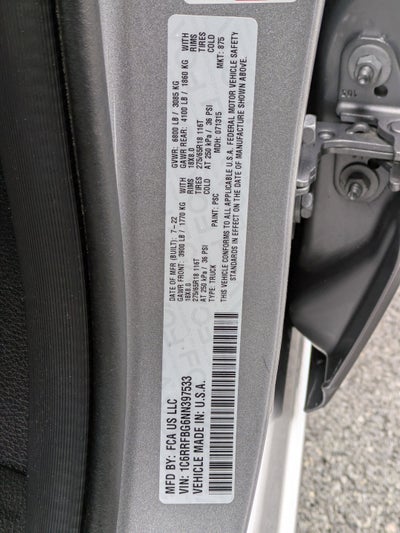 MFD BY: FCA US LLC
1C6RRFBG6NN397533
VEHICLE MADE IN: U.S.A.
DATE OF MFR (BUILT): 7-22
GVWR: 6800 LB / 3085 KG
GAWR FRONT: 3900 LB / 1770 KG WITH
18X8.0 RIMS
275/65R18 116T TIRES
AT 250 kPa / 36 PSI COLD
GAWR REAR: 4100 LB / 1860 KG WITH
18X8.0 RIMS
275/65R18 116T TIRES
AT 250 kPa / 36 PSI COLD
TYPE: TRUCK PAINT: PSC MDH: 071315 MKT: 875
THIS VEHICLE CONFORMS TO ALL APPLICABLE U.S.A. FEDERAL MOTOR VEHICLE SAFETY
STANDARDS IN EFFECT ON THE DATE OF MANUFACTURE SHOWN ABOVE.